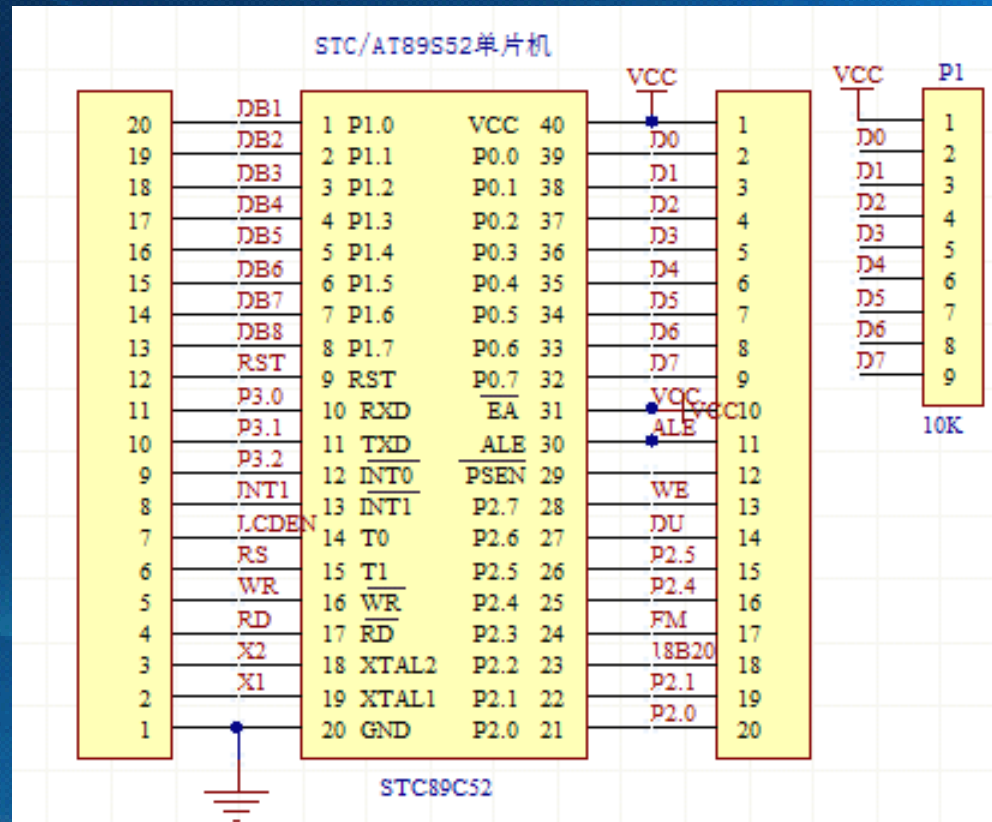 STC/AT89S52单片机
VCC VCC P1
20 DB1 1 P1.0 VCC 40 1 1
19 DB2 2 P1.1 P0.0 39 D0 2 D0 2
18 DB3 3 P1.2 P0.1 38 D1 3 D1 3
17 DB4 4 P1.3 P0.2 37 D2 4 D2 4
16 DB5 5 P1.4 P0.3 36 D3 5 D3 5
15 DB6 6 P1.5 P0.4 35 D4 6 D4 6
14 DB7 7 P1.6 P0.5 34 D5 7 D5 7
13 DB8 8 P1.7 P0.6 33 D6 8 D6 8
12 RST 9 RST P0.7 32 D7 9 D7 9
11 P3.0 10 RXD EA 31 VCC VCC 10 10K
10 P3.1 11 TXD ALE 30 ALE 11
9 P3.2 12 INT0 PSEN 29 12
8 INT1 13 INT1 P2.7 28 WE 13
7 LCDEN 14 T0 P2.6 27 DU 14
6 RS 15 T1 P2.5 26 P2.5 15
5 WR 16 WR P2.4 25 P2.4 16
4 RD 17 RD P2.3 24 FM 17
3 X2 18 XTAL2 P2.2 23 18B20 18
2 X1 19 XTAL1 P2.1 22 P2.1 19
1 20 GND P2.0 21 P2.0 20
STC89C52